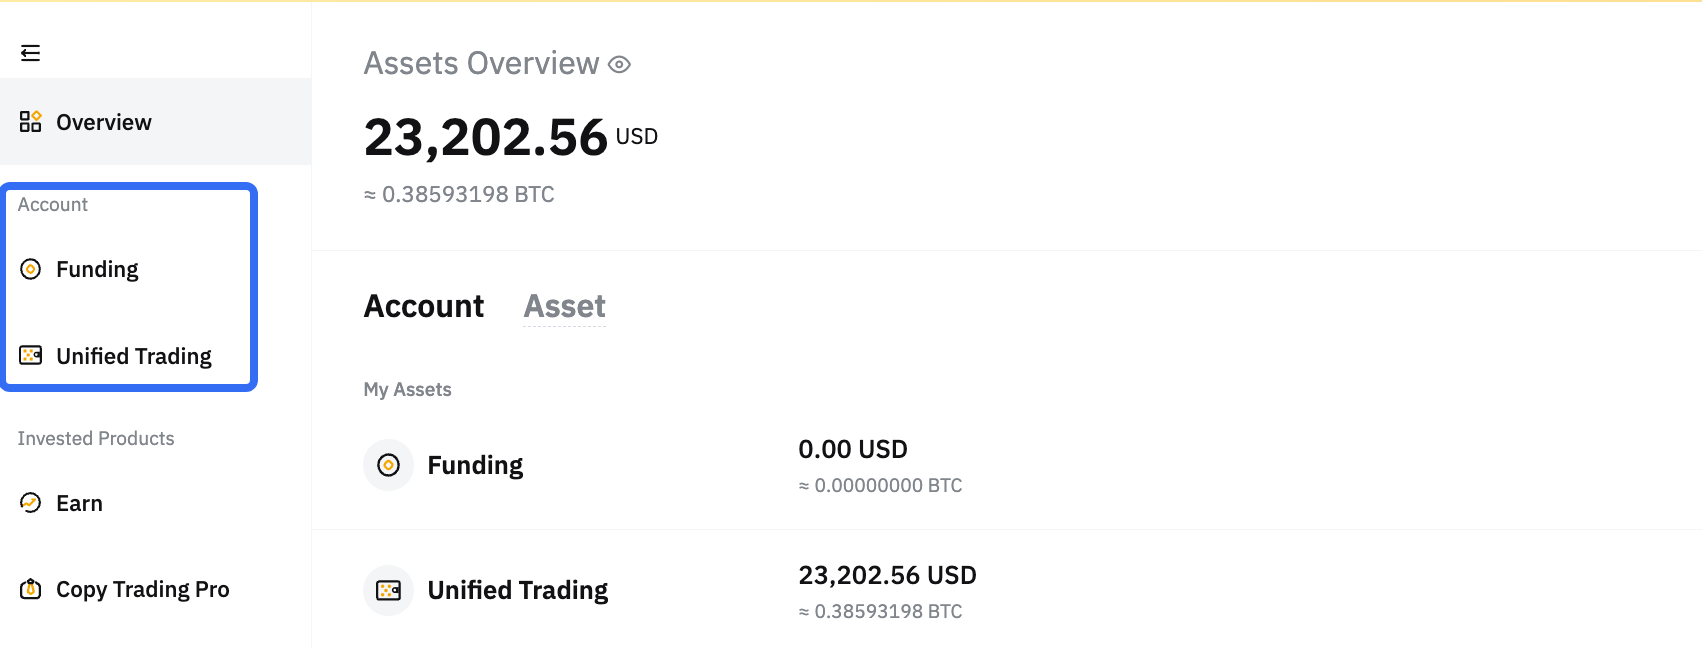 Overview
Account
Funding
Unified Trading
Invested Products
Earn
Copy Trading Pro
Assets Overview
23,202.56 USD
≈ 0.38593198 BTC
Account Asset
My Assets
Funding
0.00 USD
≈ 0.00000000 BTC
Unified Trading
23,202.56 USD
≈ 0.38593198 BTC